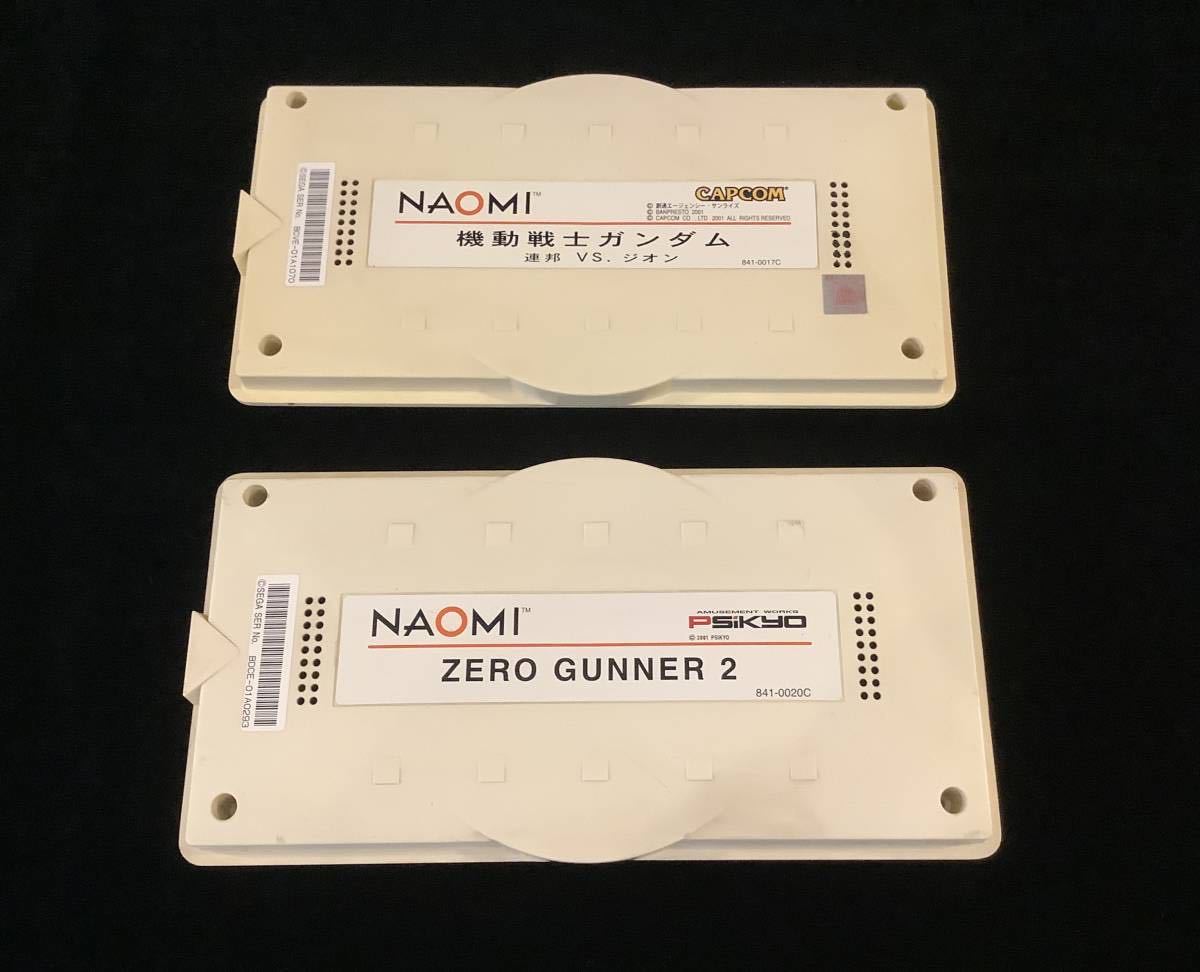 ©SEGA SER No. BCVE-01A1070
NAOMI™
CAPCOM
© 創通エージェンシー・サンライズ
© BANPRESTO 2001
© CAPCOM CO., LTD. 2001 ALL RIGHTS RESERVED
機動戦士ガンダム
連邦 VS. ジオン
841-0017C
©SEGA SER No. BDCE-01A0293
NAOMI™
AMUSEMENT WORKS
PSiKYO
© 2001 PSIKYO
ZERO GUNNER 2
841-0020C